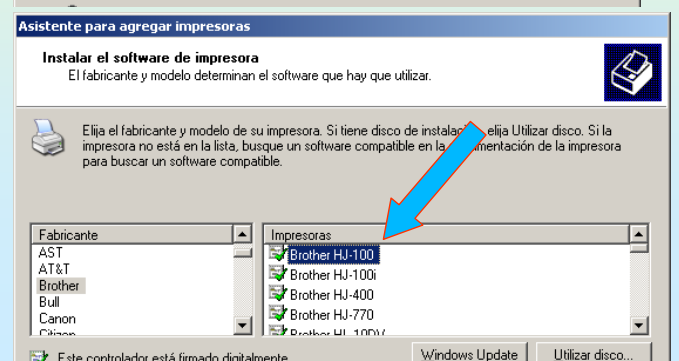 Asistente para agregar impresoras
Instalar el software de impresora
El fabricante y modelo determinan el software que hay que utilizar.
Elija el fabricante y modelo de su impresora. Si tiene disco de elija Utilizar disco. Si la
impresora no está en la lista, busque un software compatible en la de la impresora
para buscar un software compatible.
Fabricante
AST
AT&T
Brother
Bull
Canon
Citizen
Impresoras
Brother HJ-100
Brother HJ-100i
Brother HJ-400
Brother HJ-770
Brother
Este controlador está firmado digitalmente
Windows Update
Utilizar disco...